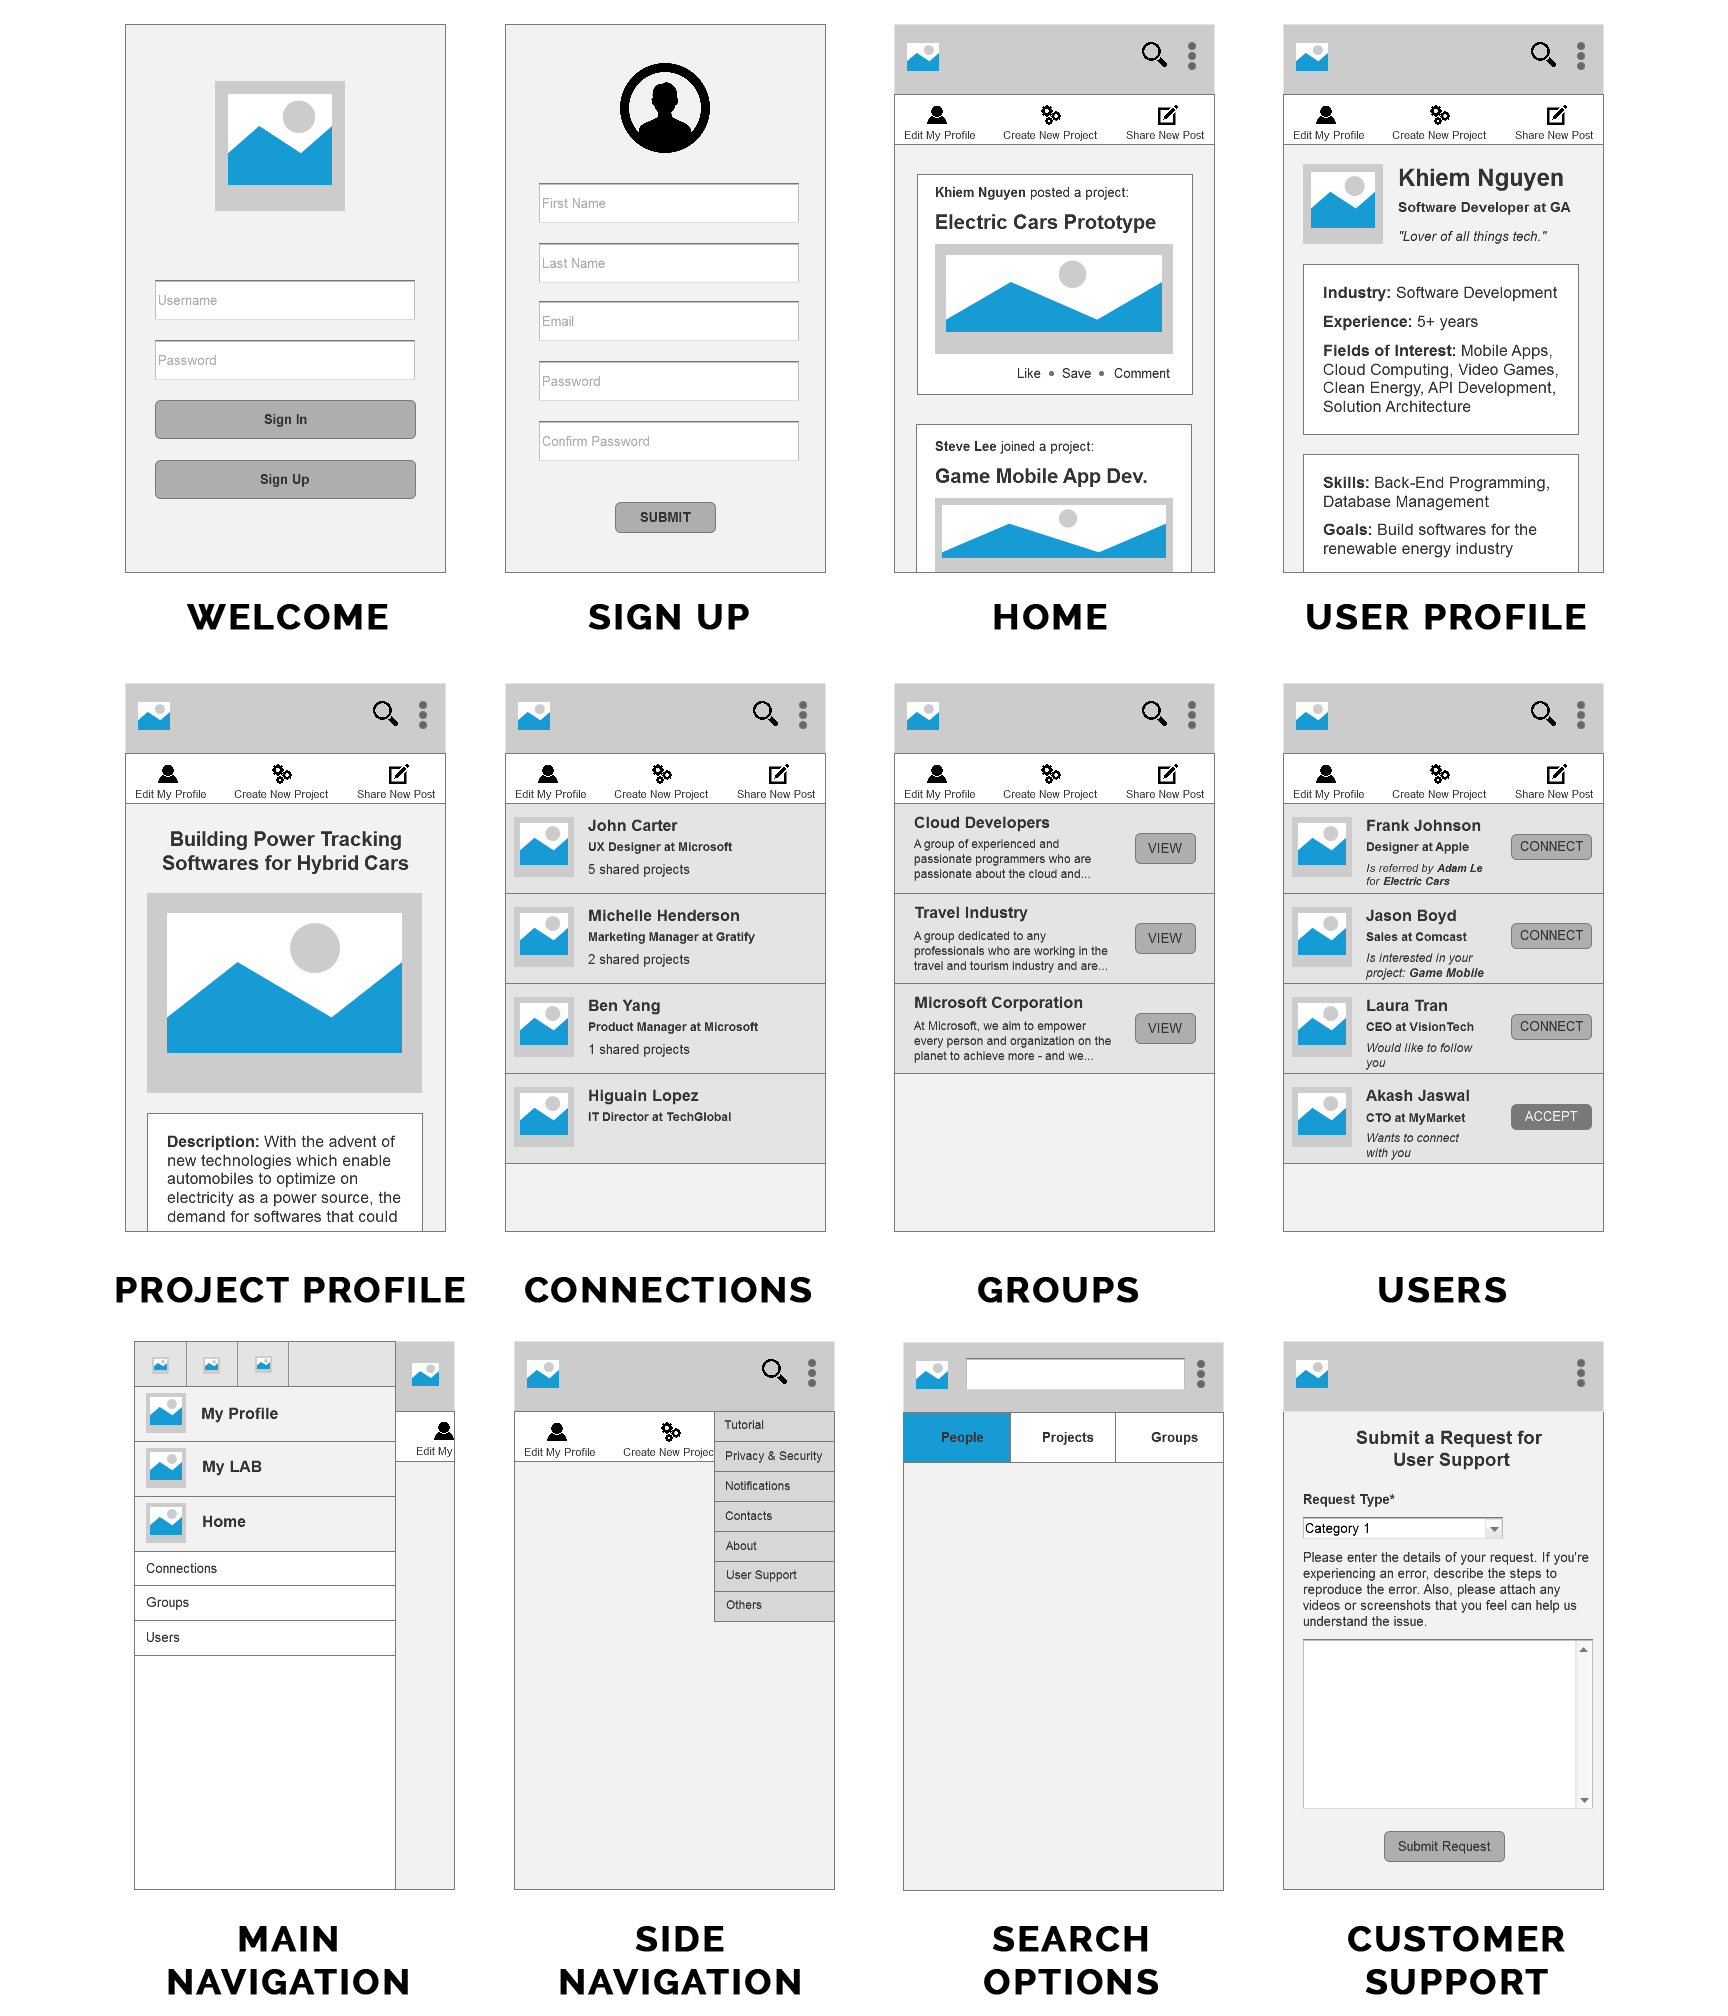 Username
Password
Sign In
Sign Up
WELCOME
First Name
Last Name
Email
Password
Confirm Password
SUBMIT
SIGN UP
Edit My Profile
Create New Project
Share New Post
Khiem Nguyen posted a project:
Electric Cars Prototype
Like • Save • Comment
Steve Lee joined a project:
Game Mobile App Dev.
HOME
Edit My Profile
Create New Project
Share New Post
Khiem Nguyen
Software Developer at GA
"Lover of all things tech."
Industry: Software Development
Experience: 5+ years
Fields of Interest: Mobile Apps,
Cloud Computing, Video Games,
Clean Energy, API Development,
Solution Architecture
Skills: Back-End Programming,
Database Management
Goals: Build softwares for the
renewable energy industry
USER PROFILE
Edit My Profile
Create New Project
Share New Post
Building Power Tracking
Softwares for Hybrid Cars
Description: With the advent of
new technologies which enable
automobiles to optimize on
electricity as a power source, the
demand for softwares that could
PROJECT PROFILE
Edit My Profile
Create New Project
Share New Post
John Carter
UX Designer at Microsoft
5 shared projects
Michelle Henderson
Marketing Manager at Gratify
2 shared projects
Ben Yang
Product Manager at Microsoft
1 shared projects
Higuain Lopez
IT Director at TechGlobal
CONNECTIONS
Edit My Profile
Create New Project
Share New Post
Cloud Developers
A group of experienced and
passionate programmers who are
passionate about the cloud and...
VIEW
Travel Industry
A group dedicated to any
professionals who are working in the
travel and tourism industry and are...
VIEW
Microsoft Corporation
At Microsoft, we aim to empower
every person and organization on the
planet to achieve more - and we...
VIEW
GROUPS
Edit My Profile
Create New Project
Share New Post
Frank Johnson
Designer at Apple
Is referred by Adam Le
for Electric Cars
CONNECT
Jason Boyd
Sales at Comcast
Is interested in your
project: Game Mobile
CONNECT
Laura Tran
CEO at VisionTech
Would like to follow
you
CONNECT
Akash Jaswal
CTO at MyMarket
Wants to connect
with you
ACCEPT
USERS
My Profile
My LAB
Home
Connections
Groups
Users
Edit My
MAIN
NAVIGATION
Edit My Profile
Create New Projec
Tutorial
Privacy & Security
Notifications
Contacts
About
User Support
Others
SIDE
NAVIGATION
People
Projects
Groups
SEARCH
OPTIONS
Submit a Request for
User Support
Request Type*
Category 1
Please enter the details of your request. If you're
experiencing an error, describe the steps to
reproduce the error. Also, please attach any
videos or screenshots that you feel can help us
understand the issue.
Submit Request
CUSTOMER
SUPPORT